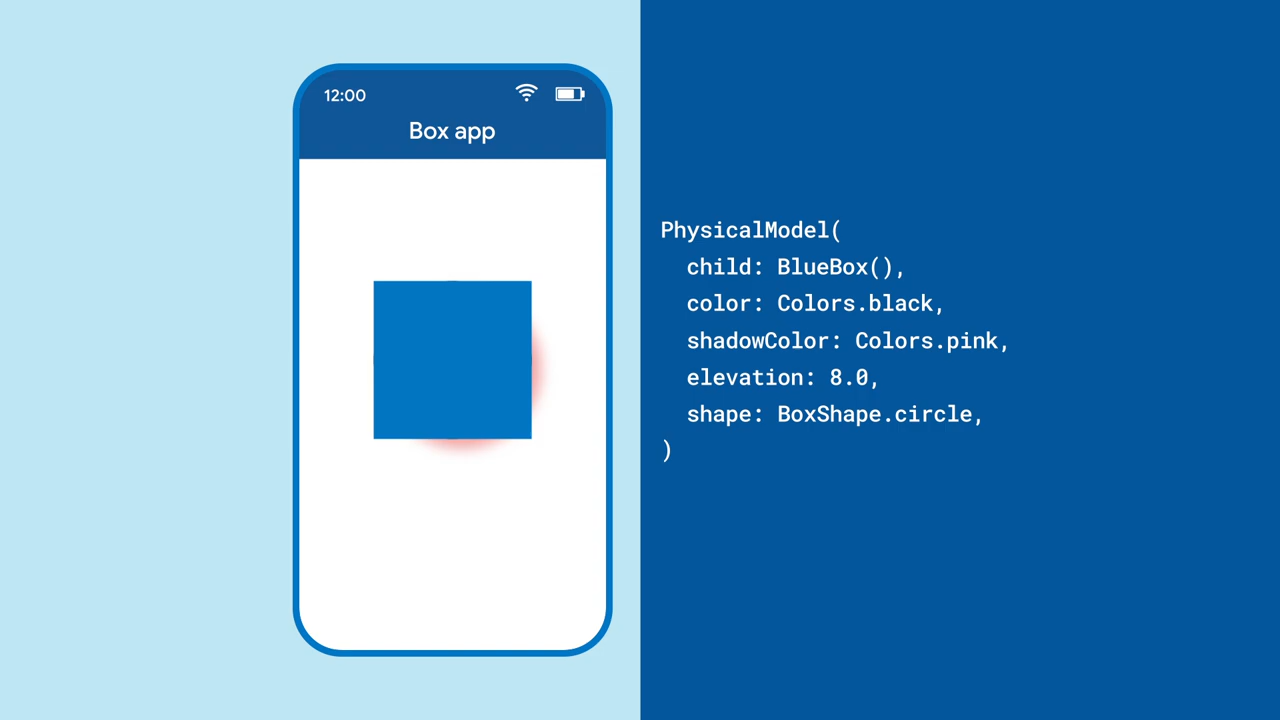 12:00
Box app
PhysicalModel(
  child: BlueBox(),
  color: Colors.black,
  shadowColor: Colors.pink,
  elevation: 8.0,
  shape: BoxShape.circle,
)